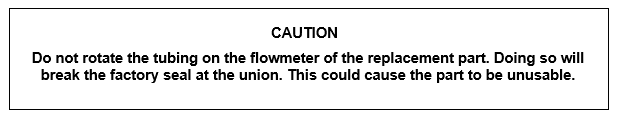 CAUTION
Do not rotate the tubing on the flowmeter of the replacement part. Doing so will
break the factory seal at the union. This could cause the part to be unusable.